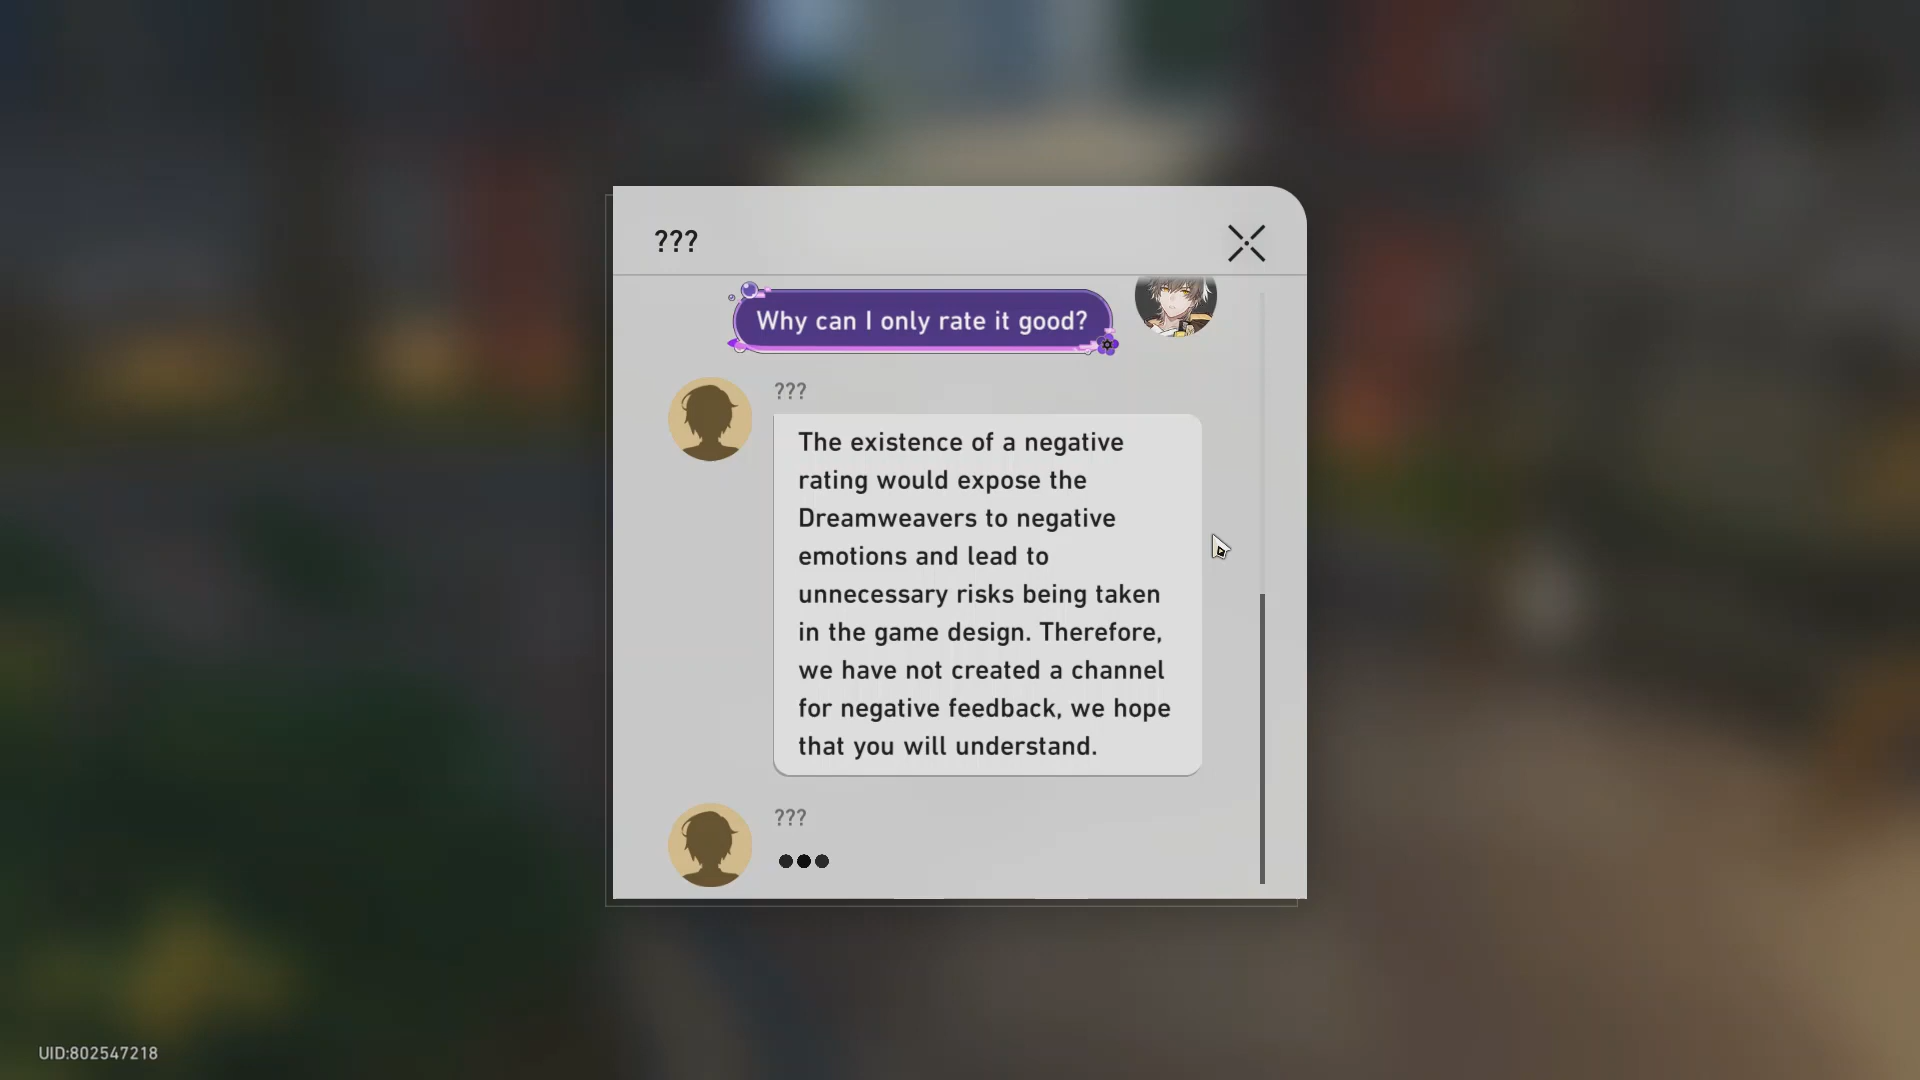 ???
Why can I only rate it good?
???
The existence of a negative
rating would expose the
Dreamweavers to negative
emotions and lead to
unnecessary risks being taken
in the game design. Therefore,
we have not created a channel
for negative feedback, we hope
that you will understand.
???
UID:802547218